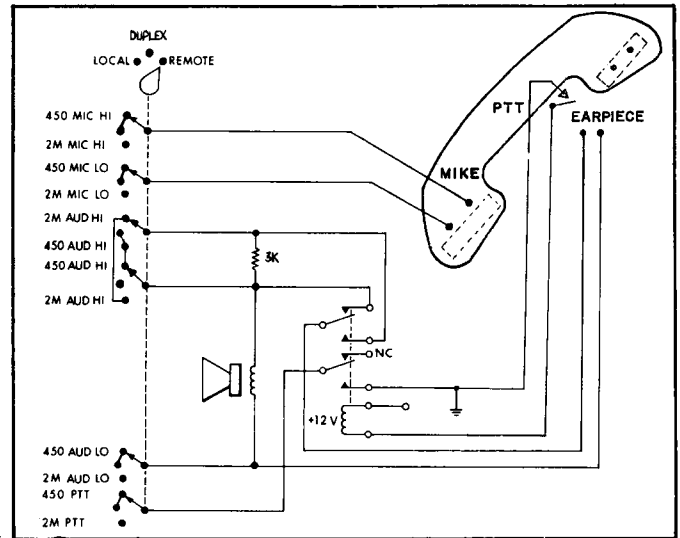 DUPLEX
LOCAL REMOTE
450 MIC HI
2M MIC HI
450 MIC LO
2M MIC LO
2M AUD HI
450 AUD HI
450 AUD HI
2M AUD HI
3K
NC
+12 V
450 AUD LO
2M AUD LO
450 PTT
2M PTT
PTT
EARPIECE
MIKE